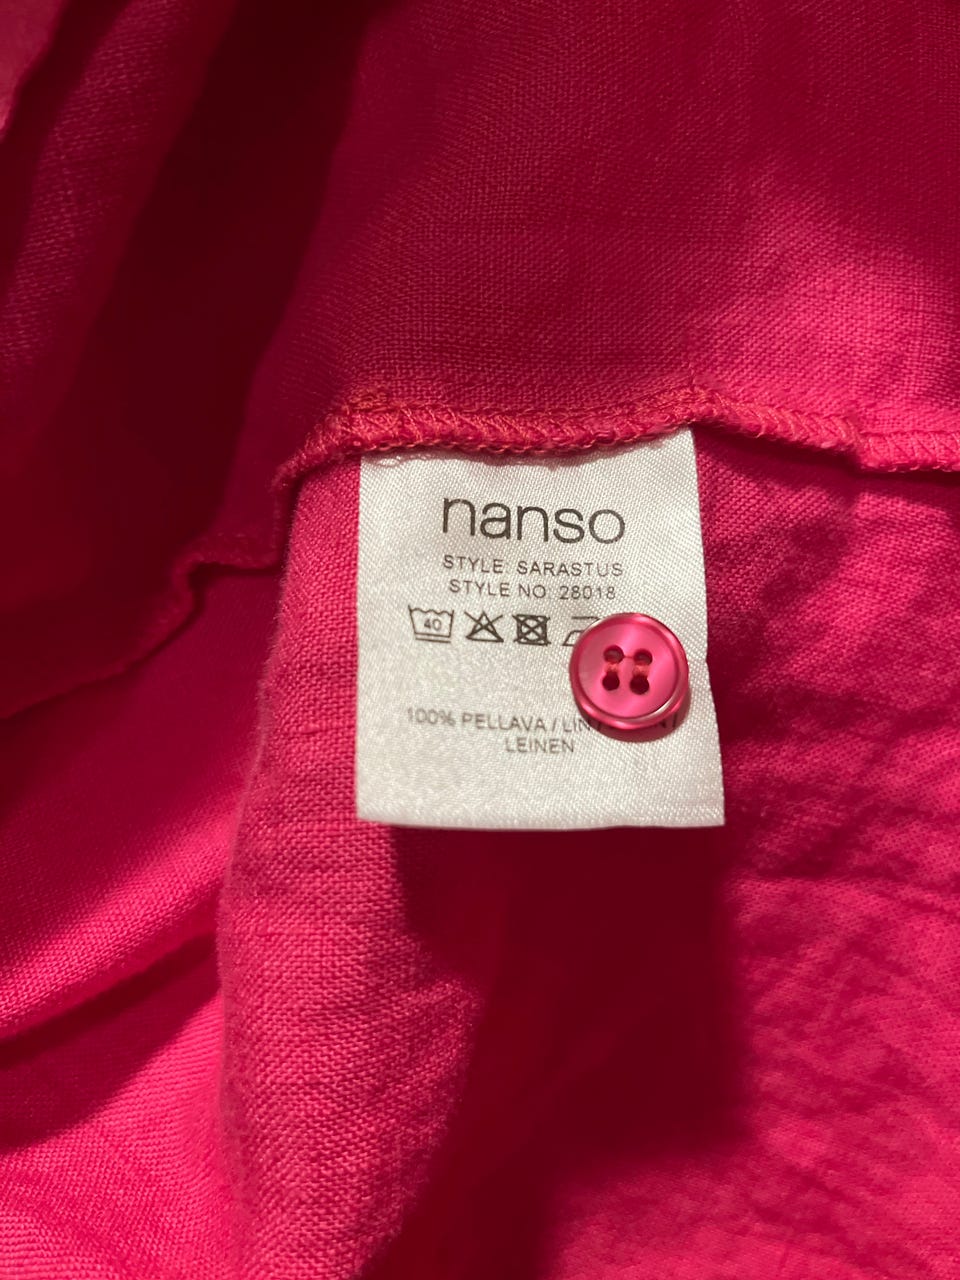 nanso
STYLE: SARASTUS
STYLE NO: 28018
40
100% PELLAVA / LIN /
LEINEN